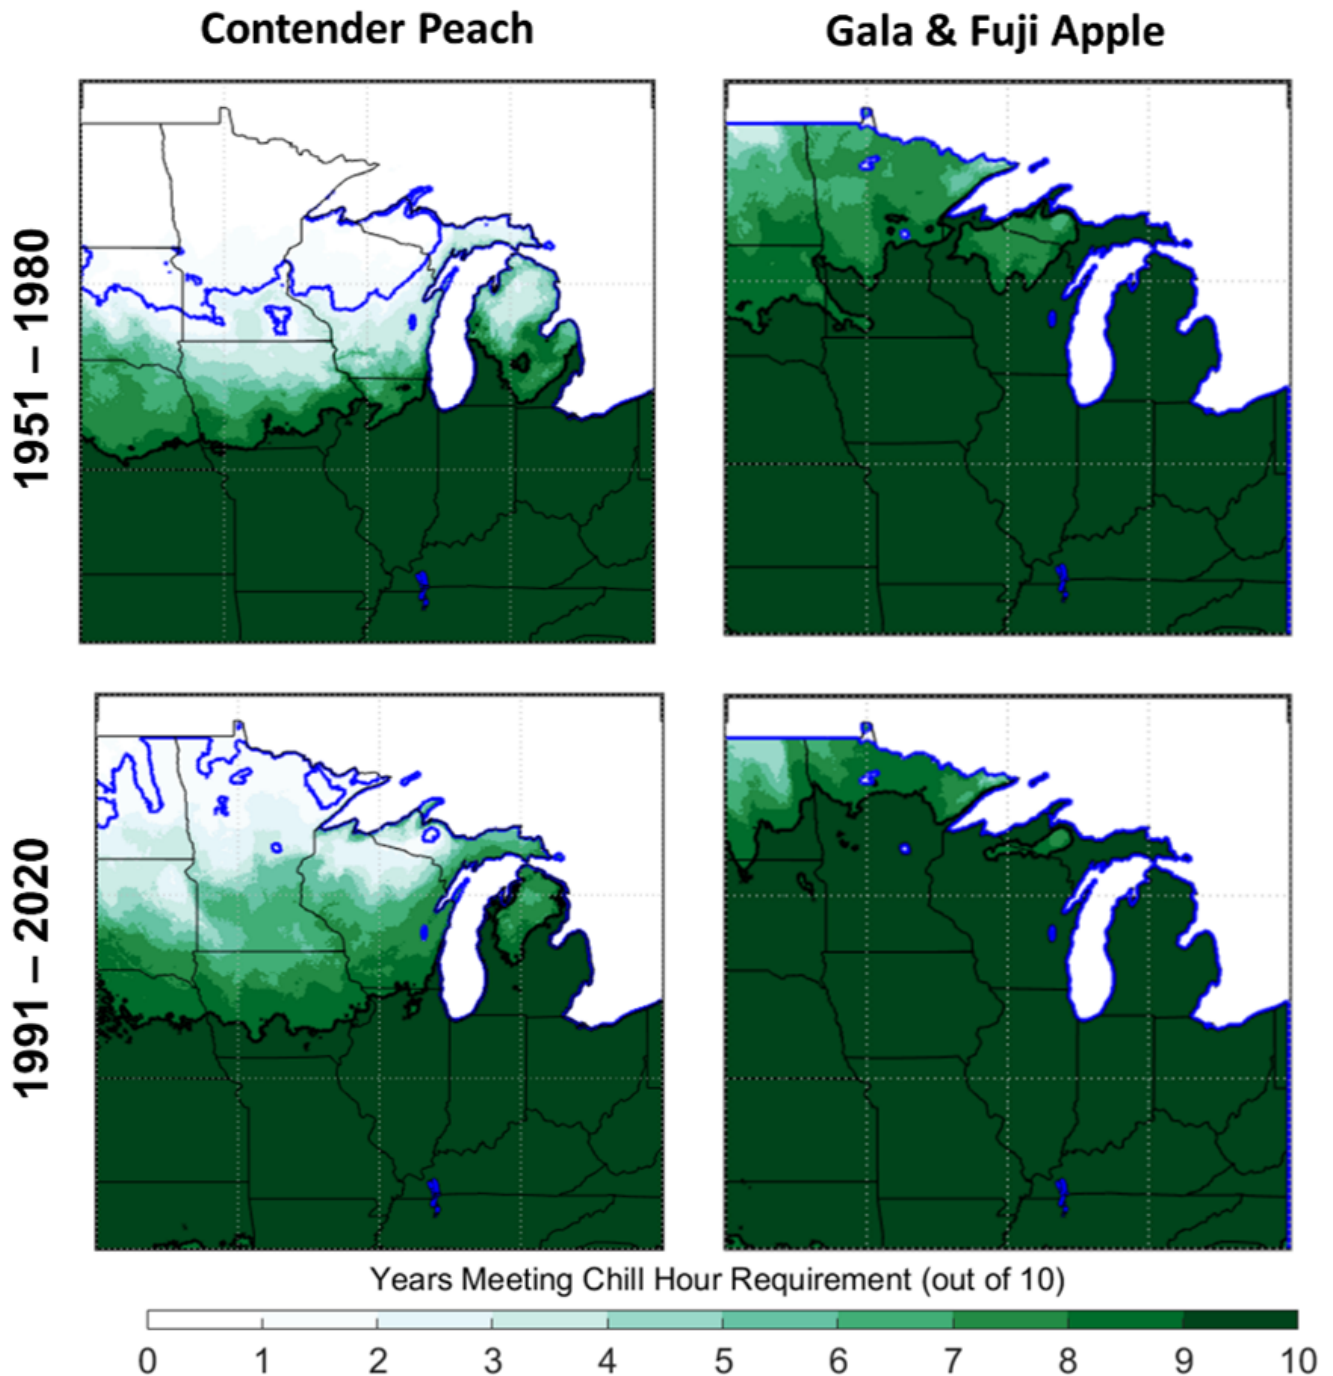 Contender Peach
Gala & Fuji Apple
1951 – 1980
1991 – 2020
Years Meeting Chill Hour Requirement (out of 10)
0 1 2 3 4 5 6 7 8 9 10